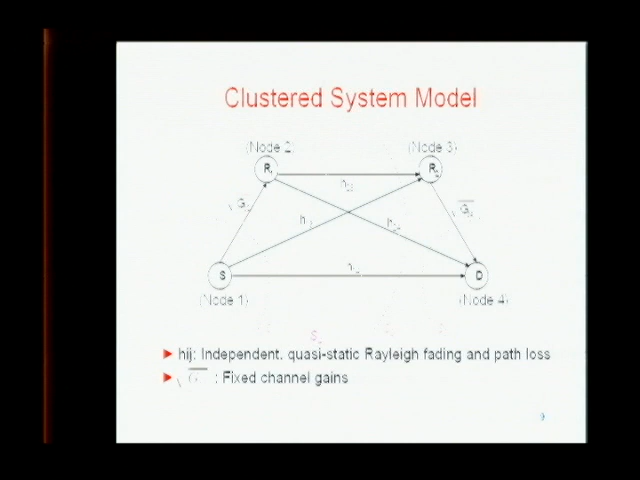 Clustered System Model
(Node 2)
(Node 3)
S
D
(Node 1)
(Node 4)
hij: Independent, quasi-static Rayleigh fading and path loss
: Fixed channel gains
9